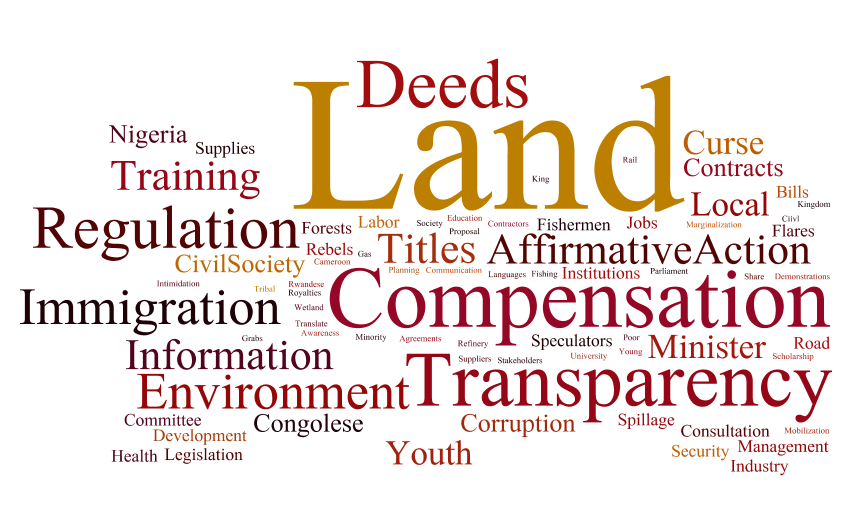 Deeds
Land
Nigeria
Supplies
Training
Curse
Contracts
Rail
King
Bills
Local
Kingdom
Regulation
Forests
Labor
Society
Education
Proposal
Contractors
Fishermen
Jobs
Marginalization
Ciivl
Flares
Rebels
Gas
Titles
AffirmativeAction
CivilSociety
Cameroon
Planning
Communication
Languages
Fishing
Institutions
Parliament
Share
Demonstrations
Intimidation
Tribal
Rwandese
Royalties
Immigration
Wetland
Compensation
Translate
Awareness
Grabs
Minority
Agreements
Refinery
Speculators
Poor
Young
Minister
Road
Scholarship
Information
Suppliers
Stakeholders
University
Environment
Transparency
Committee
Congolese
Corruption
Spillage
Consultation
Mobilization
Development
Youth
Security
Management
Health
Legislation
Industry